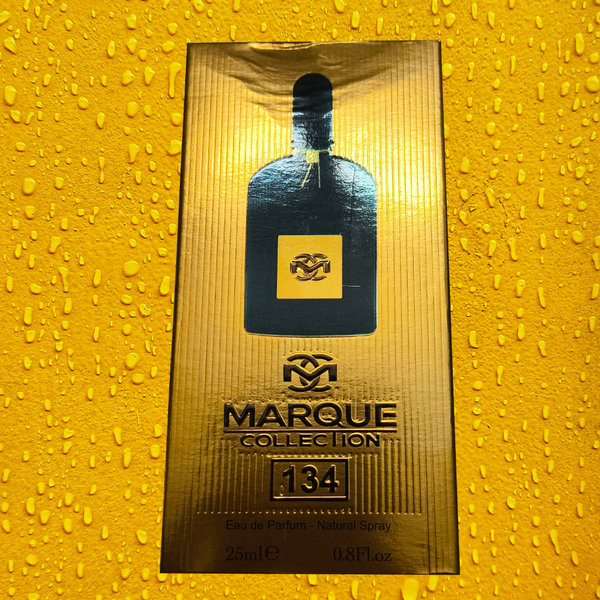 MARQUE
COLLECTION
134
Eau de Parfum - Natural Spray
25ml℮ 0.8Fl.oz